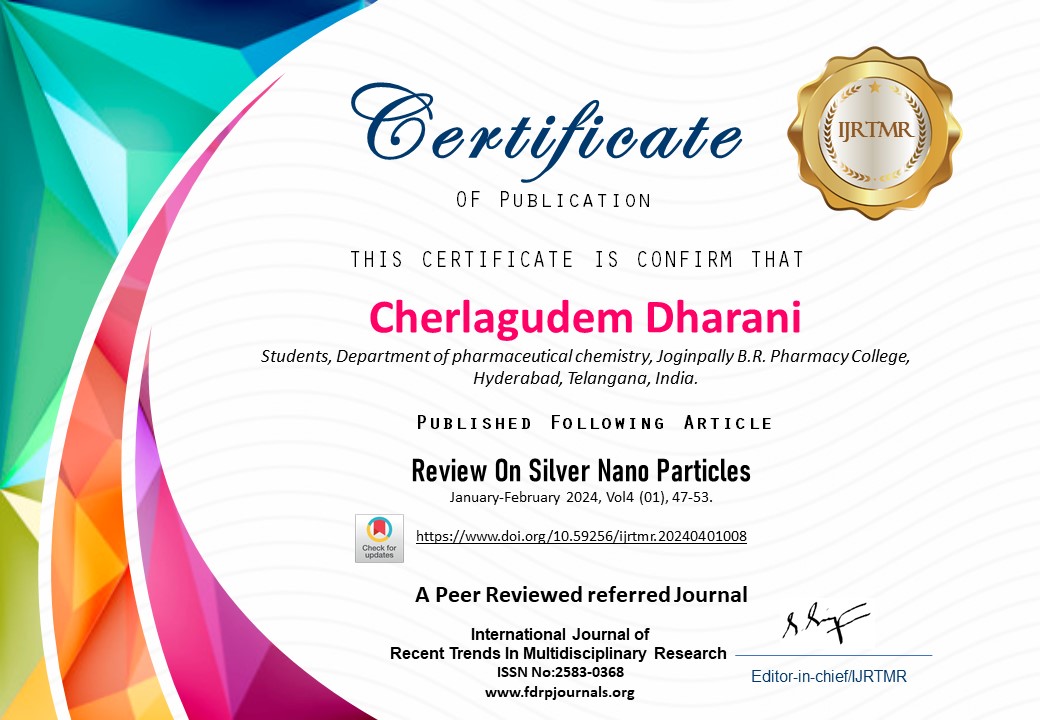 Certificate
OF PUBLICATION
IJRTMR
THIS CERTIFICATE IS CONFIRM THAT
Cherlagudem Dharani
Students, Department of pharmaceutical chemistry, Joginpally B.R. Pharmacy College,
Hyderabad, Telangana, India.
PUBLISHED FOLLOWING ARTICLE
Review On Silver Nano Particles
January-February 2024, Vol4 (01), 47-53.
Check for
updates
https://www.doi.org/10.59256/ijrtmr.20240401008
A Peer Reviewed referred Journal
International Journal of
Recent Trends In Multidisciplinary Research
ISSN No:2583-0368
www.fdrpjournals.org
Editor-in-chief/IJRTMR